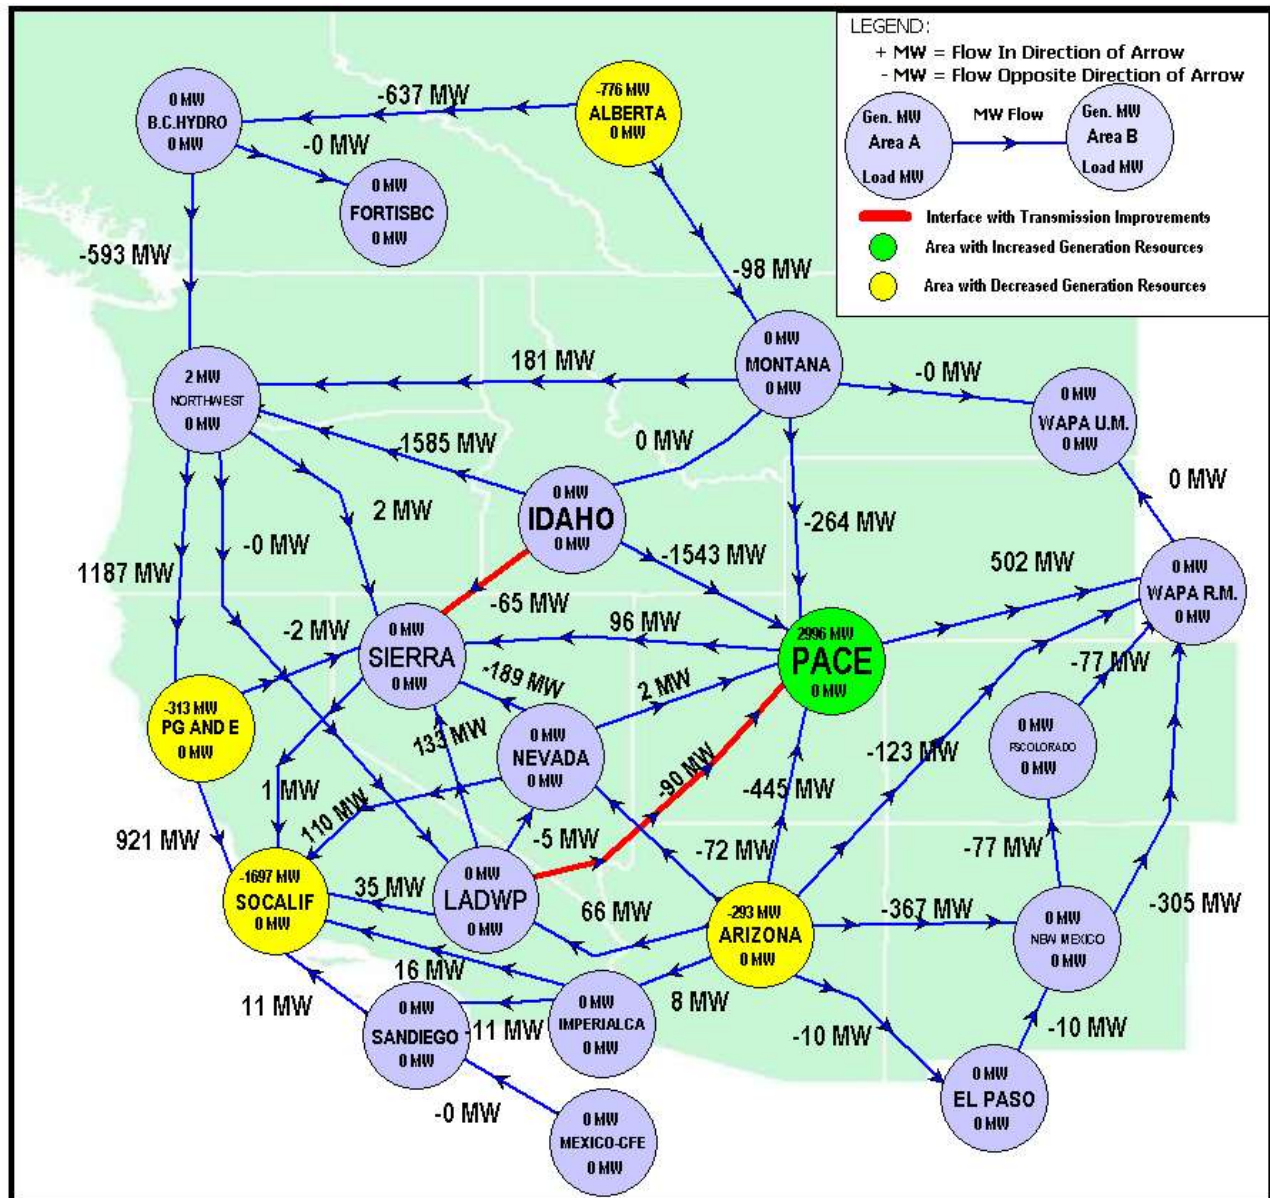 LEGEND:
+ MW = Flow In Direction of Arrow
- MW = Flow Opposite Direction of Arrow
Gen. MW
Area A
Load MW
MW Flow
Gen. MW
Area B
Load MW
Interface with Transmission Improvements
Area with Increased Generation Resources
Area with Decreased Generation Resources
0 MW
B.C.HYDRO
0 MW
-637 MW
-776 MW
ALBERTA
0 MW
-0 MW
0 MW
FORTISBC
0 MW
-593 MW
-98 MW
0 MW
MONTANA
0 MW
181 MW
-0 MW
2 MW
NORTHWEST
0 MW
0 MW
WAPA U.M.
0 MW
1585 MW
0 MW
0 MW
0 MW
IDAHO
0 MW
2 MW
-0 MW
-264 MW
-1543 MW
1187 MW
502 MW
0 MW
WAPA R.M.
0 MW
-65 MW
-2 MW
96 MW
0 MW
SIERRA
0 MW
2996 MW
PACE
0 MW
-77 MW
-189 MW
2 MW
-313 MW
PG AND E
0 MW
133 MW
0 MW
NEVADA
0 MW
0 MW
PSCOLORADO
0 MW
-123 MW
-90 MW
-445 MW
1 MW
110 MW
921 MW
-5 MW
-72 MW
-77 MW
-1697 MW
SOCALIF
0 MW
35 MW
0 MW
LADWP
0 MW
66 MW
-293 MW
ARIZONA
0 MW
-367 MW
0 MW
NEW MEXICO
0 MW
-305 MW
16 MW
11 MW
8 MW
0 MW
SANDIEGO
0 MW
-11 MW
0 MW
IMPERIALCA
0 MW
-10 MW
-10 MW
0 MW
EL PASO
0 MW
-0 MW
0 MW
MEXICO-CFE
0 MW